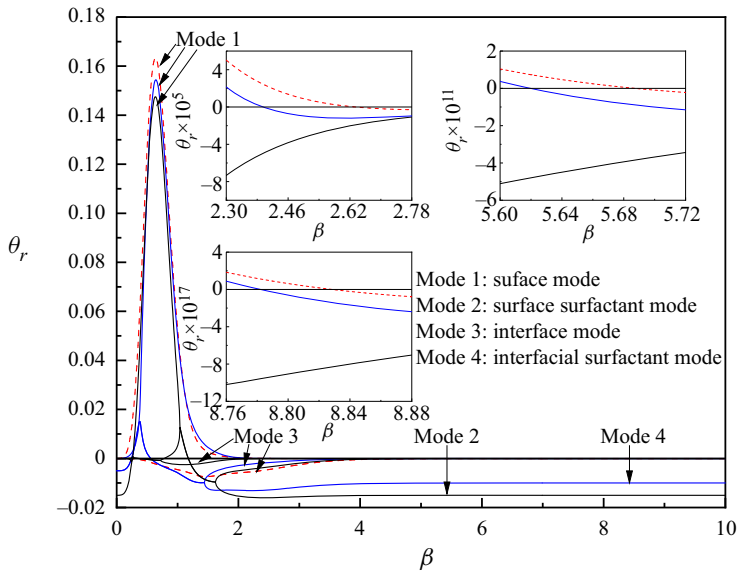 0.18
0.16
0.14
0.12
0.10
0.08
0.06
0.04
0.02
0
−0.02
θr
0
2
4
6
8
10
β
Mode 1
4
0
−4
−8
θr×10^5
2.30
2.46
2.62
2.78
β
2
0
−2
−4
−6
θr×10^11
5.60
5.64
5.68
5.72
β
4
0
−4
−8
−12
θr×10^17
8.76
8.80
8.84
8.88
β
Mode 1: suface mode
Mode 2: surface surfactant mode
Mode 3: interface mode
Mode 4: interfacial surfactant mode
Mode 3
Mode 2
Mode 4